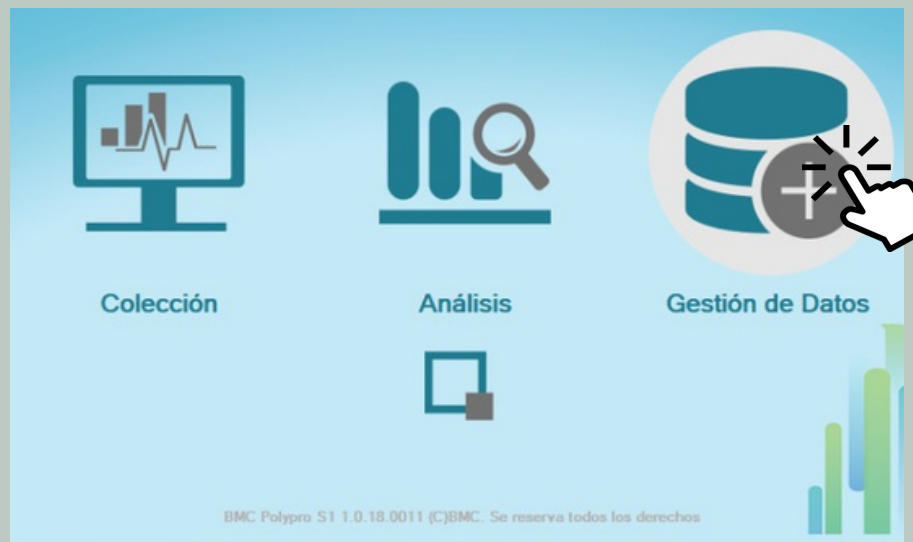 Colección
Análisis
Gestión de Datos
BMC Polypro S1 1.0.18.0011 (C)BMC. Se reserva todos los derechos